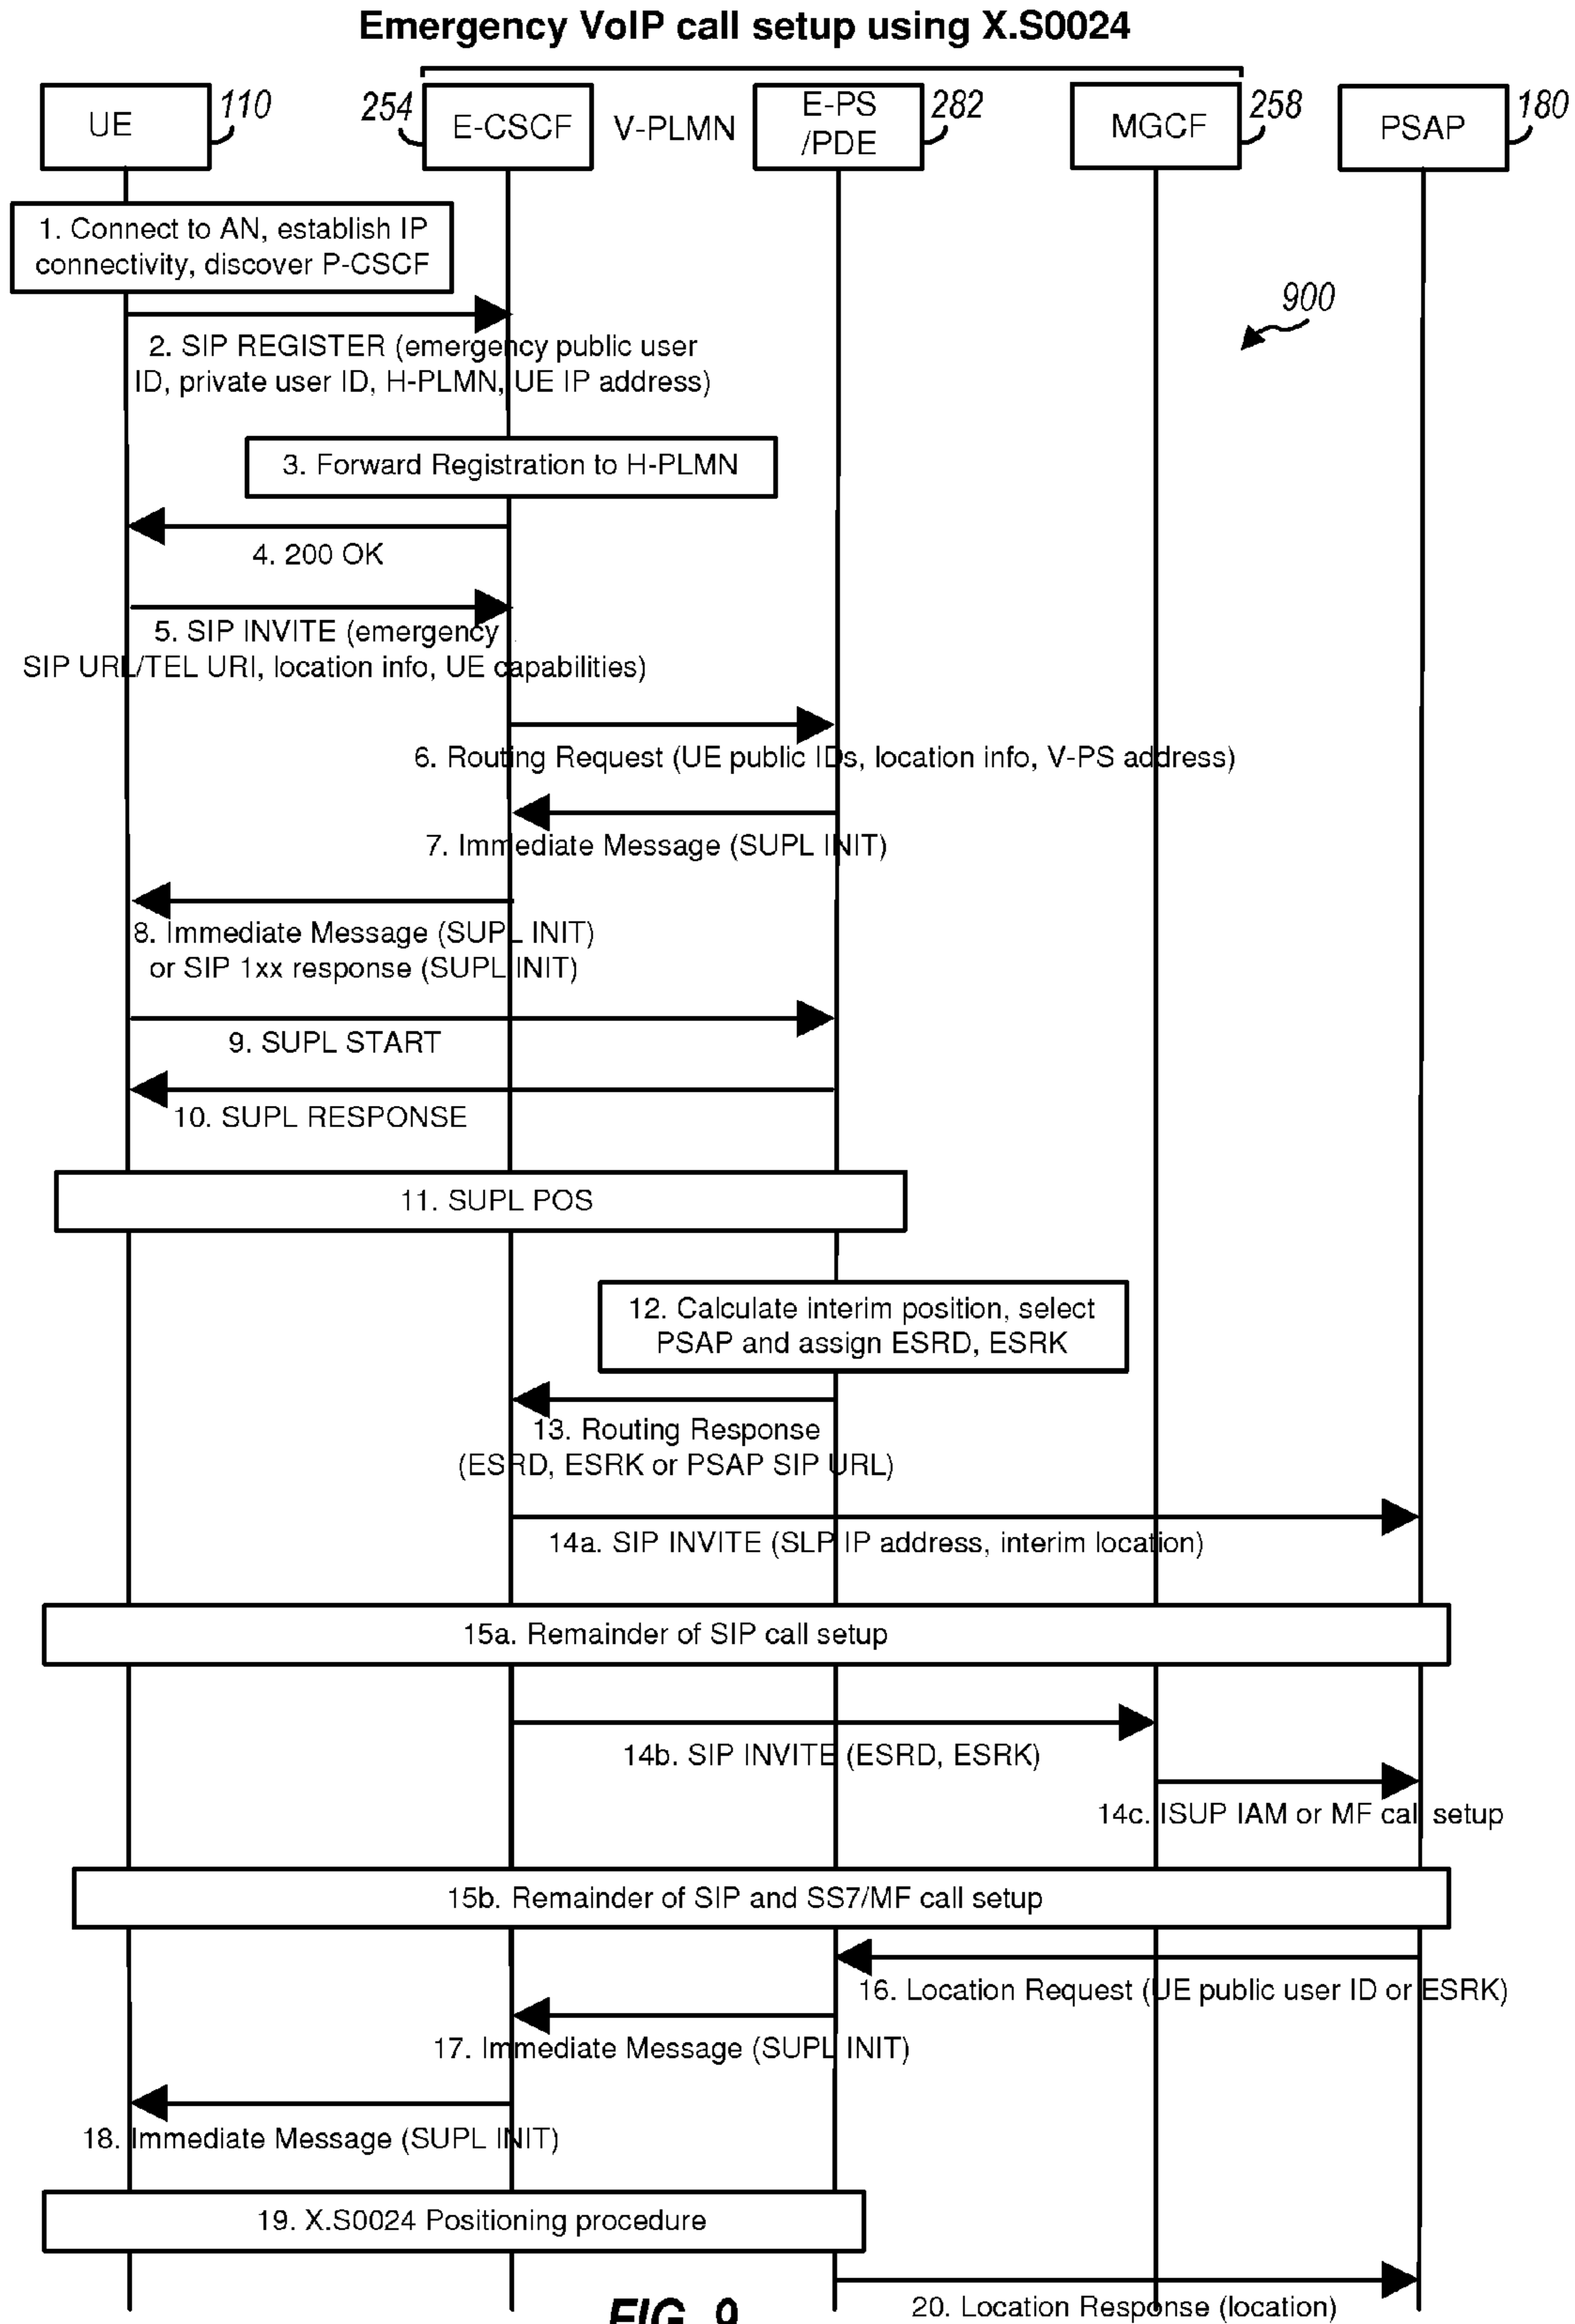 Emergency VoIP call setup using X.S0024
UE
110
254
E-CSCF
V-PLMN
E-PS
/PDE
282
MGCF
258
PSAP
180
1. Connect to AN, establish IP
connectivity, discover P-CSCF
900
2. SIP REGISTER (emergency public user
ID, private user ID, H-PLMN, UE IP address)
3. Forward Registration to H-PLMN
4. 200 OK
5. SIP INVITE (emergency
SIP URL/TEL URI, location info, UE capabilities)
6. Routing Request (UE public IDs, location info, V-PS address)
7. Immediate Message (SUPL INIT)
8. Immediate Message (SUPL INIT)
or SIP 1xx response (SUPL INIT)
9. SUPL START
10. SUPL RESPONSE
11. SUPL POS
12. Calculate interim position, select
PSAP and assign ESRD, ESRK
13. Routing Response
(ESRD, ESRK or PSAP SIP URL)
14a. SIP INVITE (SLP IP address, interim location)
15a. Remainder of SIP call setup
14b. SIP INVITE (ESRD, ESRK)
14c. ISUP IAM or MF call setup
15b. Remainder of SIP and SS7/MF call setup
16. Location Request (UE public user ID or ESRK)
17. Immediate Message (SUPL INIT)
18. Immediate Message (SUPL INIT)
19. X.S0024 Positioning procedure
20. Location Response (location)
FIG. 9